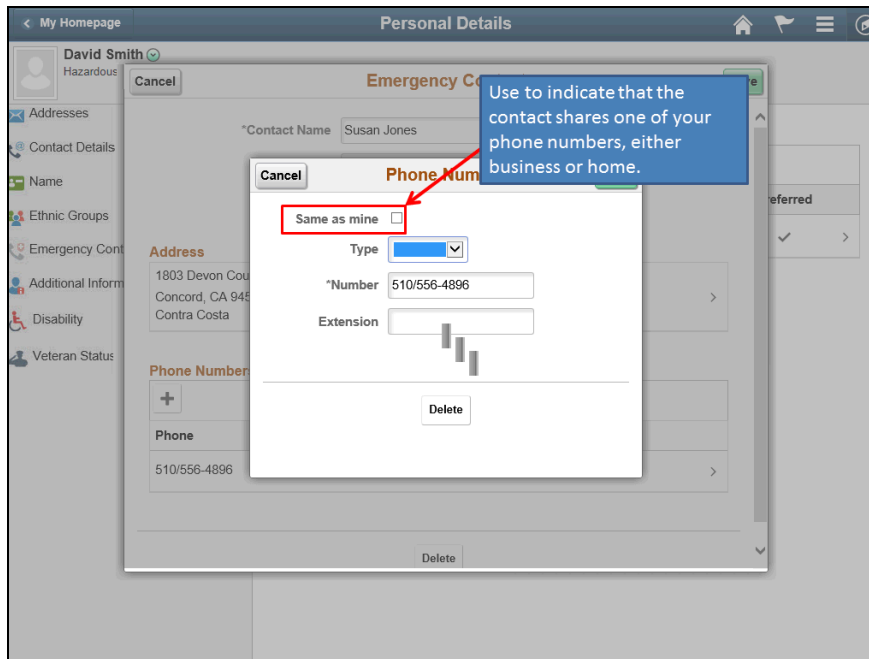 My Homepage
Personal Details
David Smith
Hazardous
Cancel
Emergency
Use to indicate that the
contact shares one of your
phone numbers, either
business or home.
Addresses
Contact Details
Name
Ethnic Groups
Emergency Cont
Additional Inform
Disability
Veteran Status
*Contact Name Susan Jones
Cancel
Phone Num
Same as mine
Type
*Number 510/556-4896
Extension
Delete
eferred
Address
1803 Devon Cou
Concord, CA 945
Contra Costa
Phone Number
Phone
510/556-4896
Delete